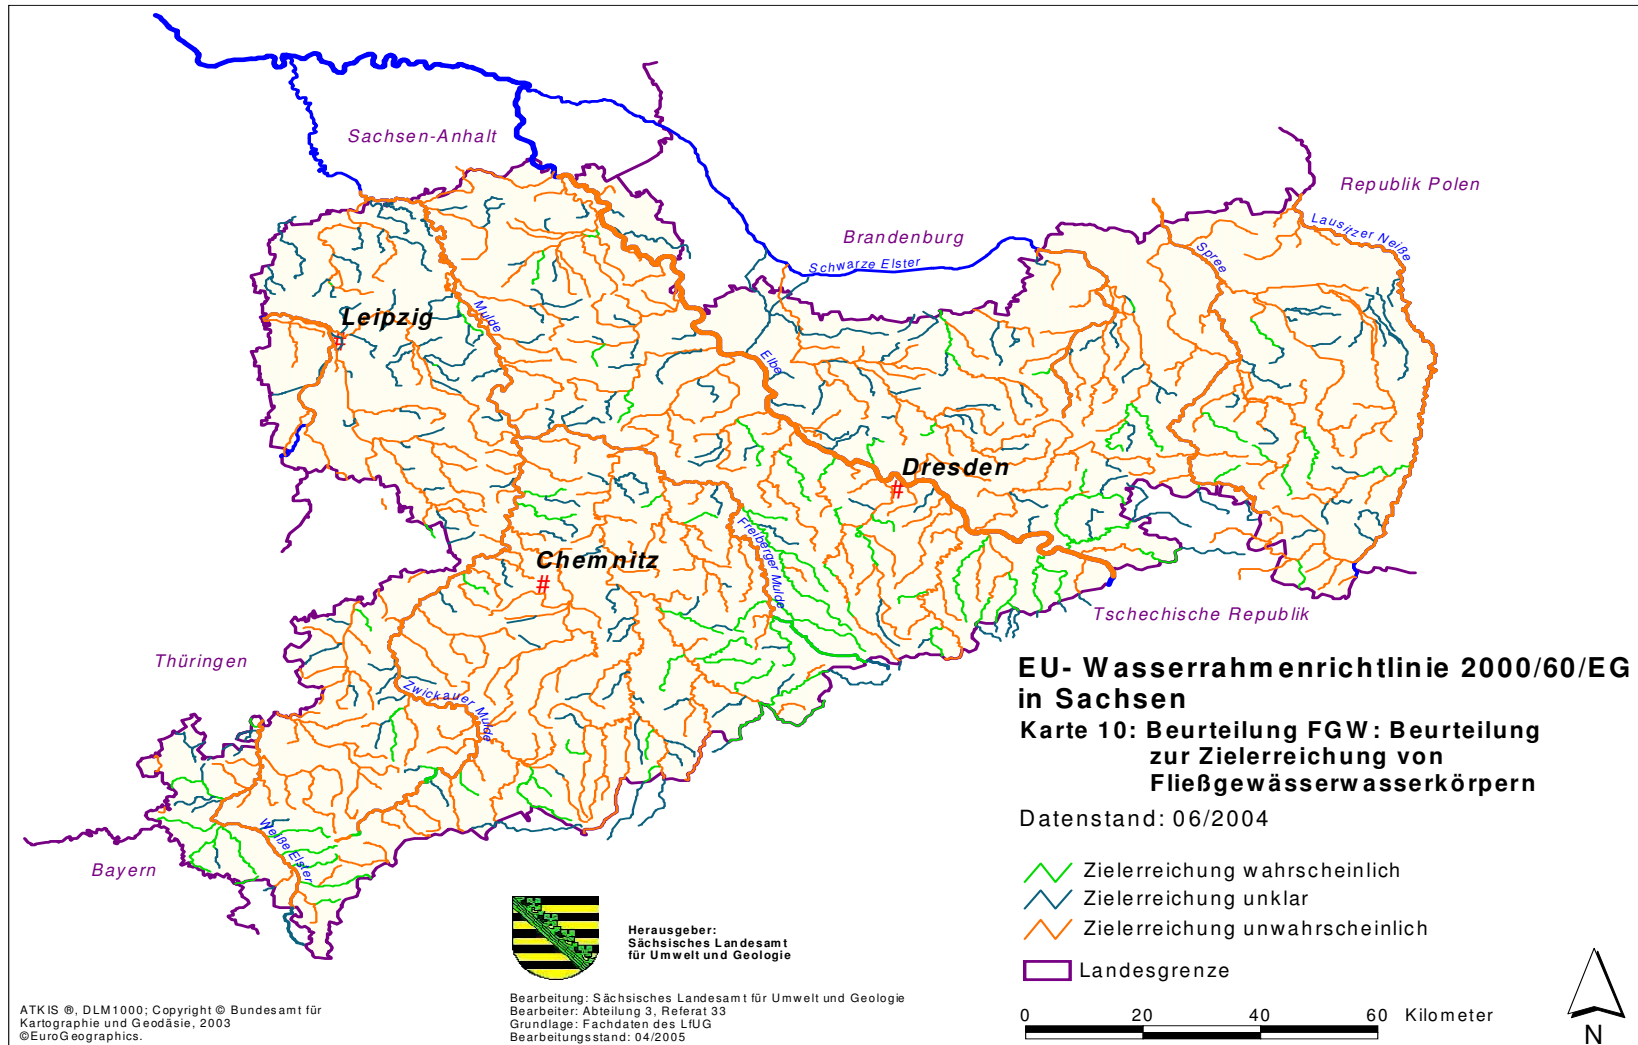 Sachsen-Anhalt
Republik Polen
Brandenburg
Lausitzer Neiße
Schwarze Elster
Spree
Leipzig
#
Mulde
Elbe
Dresden
#
Freiberger Mulde
Chemnitz
#
Tschechische Republik
Thüringen
Zwickauer Mulde
Weiße Elster
Bayern
EU- Wasserrahmenrichtlinie 2000/60/EG
in Sachsen
Karte 10: Beurteilung FGW: Beurteilung
zur Zielerreichung von
Fließgewässerwasserkörpern
Datenstand: 06/2004
Zielerreichung wahrscheinlich
Zielerreichung unklar
Zielerreichung unwahrscheinlich
Landesgrenze
0 20 40 60 Kilometer
N
Herausgeber:
Sächsisches Landesamt
für Umwelt und Geologie
Bearbeitung: Sächsisches Landesamt für Umwelt und Geologie
Bearbeiter: Abteilung 3, Referat 33
Grundlage: Fachdaten des LfUG
Bearbeitungsstand: 04/2005
ATKIS ®, DLM1000; Copyright © Bundesamt für
Kartographie und Geodäsie, 2003
©EuroGeographics.